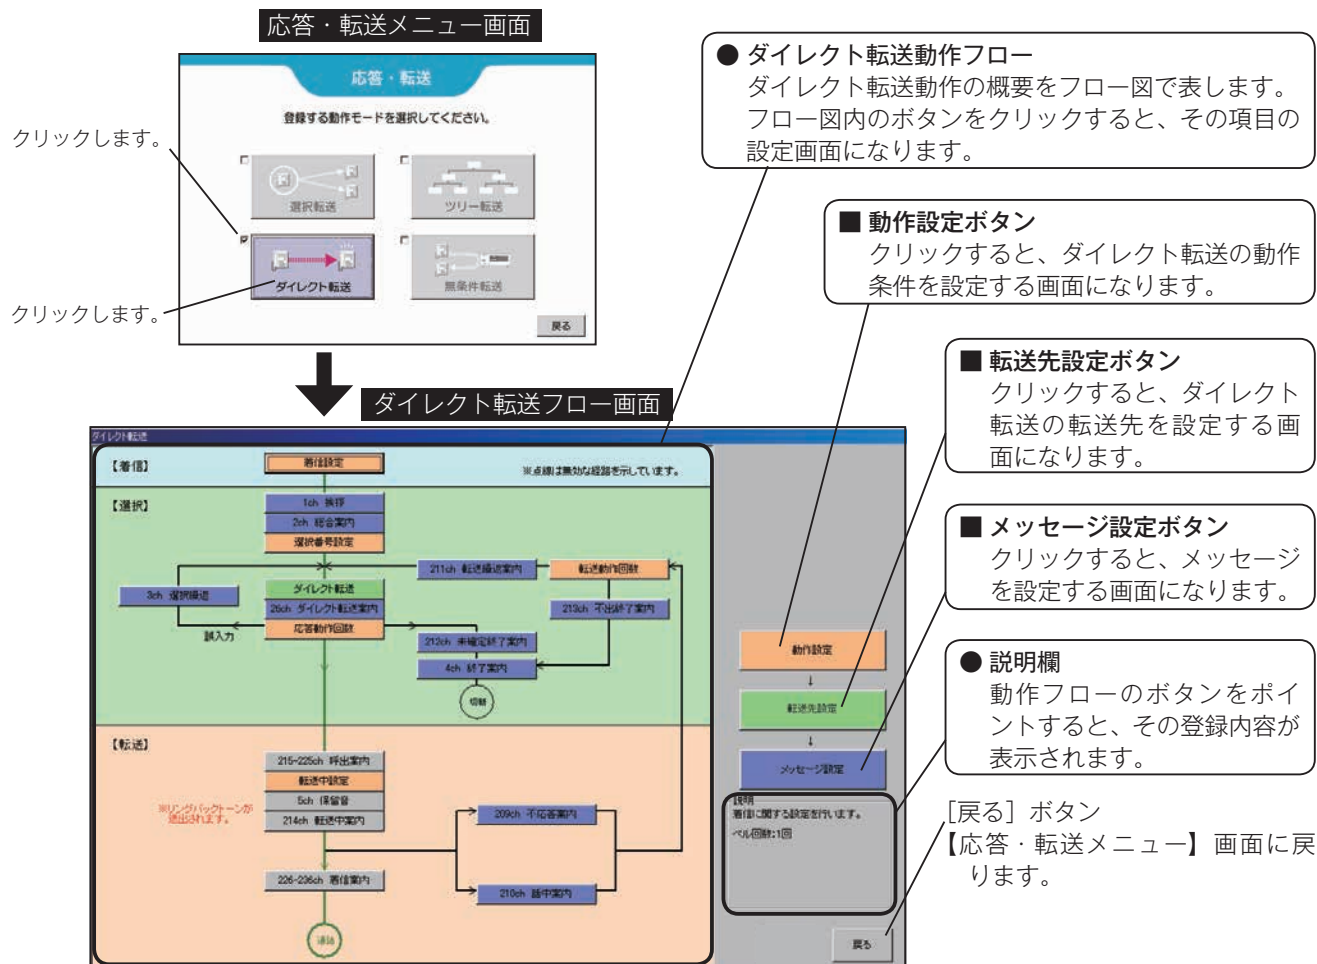 応答・転送メニュー画面
応答・転送
登録する動作モードを選択してください。
クリックします。
選択転送
ツリー転送
ダイレクト転送
無条件転送
クリックします。
戻る
● ダイレクト転送動作フロー
ダイレクト転送動作の概要をフロー図で表します。
フロー図内のボタンをクリックすると、その項目の
設定画面になります。
■ 動作設定ボタン
クリックすると、ダイレクト転送の動作
条件を設定する画面になります。
■ 転送先設定ボタン
クリックすると、ダイレクト
転送の転送先を設定する画
面になります。
■ メッセージ設定ボタン
クリックすると、メッセージ
を設定する画面になります。
● 説明欄
動作フローのボタンをポイ
ントすると、その登録内容が
表示されます。
[戻る] ボタン
【応答・転送メニュー】画面に戻
ります。
ダイレクト転送フロー画面
ダイレクト転送
【着信】
着信設定
※点線は無効な経路を示しています。
【選択】
1ch 挨拶
2ch 総合案内
選択番号設定
211ch 転送繰返案内
転送動作回数
3ch 選択繰返
ダイレクト転送
26ch ダイレクト転送案内
応答動作回数
213ch 不出終了案内
誤入力
212ch 未確定終了案内
4ch 終了案内
切断
【転送】
215-225ch 呼出案内
転送中設定
5ch 保留音
214ch 転送中案内
※リングバックトーンが
送出されます。
209ch 不応答案内
226-236ch 着信案内
210ch 話中案内
通話
動作設定
↓
転送先設定
↓
メッセージ設定
説明
着信に関する設定を行います。
ベル回数:1回
戻る